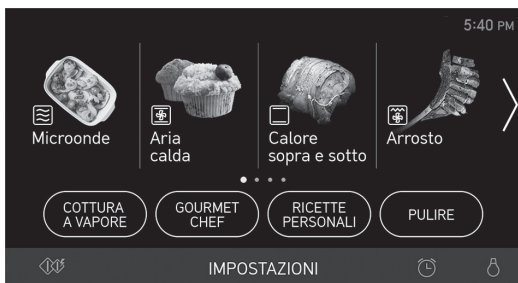 5:40 PM
Microonde
Aria
calda
Calore
sopra e sotto
Arrosto
COTTURA
A VAPORE
GOURMET
CHEF
RICETTE
PERSONALI
PULIRE
IMPOSTAZIONI